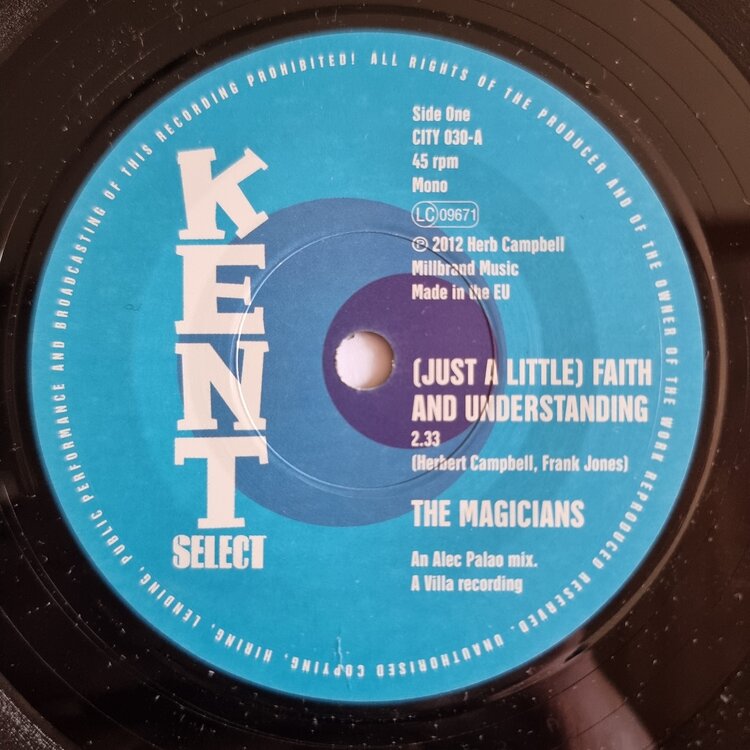 KENT
SELECT
Side One
CITY 030-A
45 rpm
Mono
LC 09671
℗ 2012 Herb Campbell
Millbrand Music
Made in the EU
(JUST A LITTLE) FAITH
AND UNDERSTANDING
2.33
(Herbert Campbell, Frank Jones)
THE MAGICIANS
An Alec Palao mix.
A Villa recording
ALL RIGHTS OF THE PRODUCER AND OF THE OWNER OF THE WORK REPRODUCED RESERVED. UNAUTHORISED COPYING, HIRING, LENDING, PUBLIC PERFORMANCE AND BROADCASTING OF THIS RECORDING PROHIBITED!